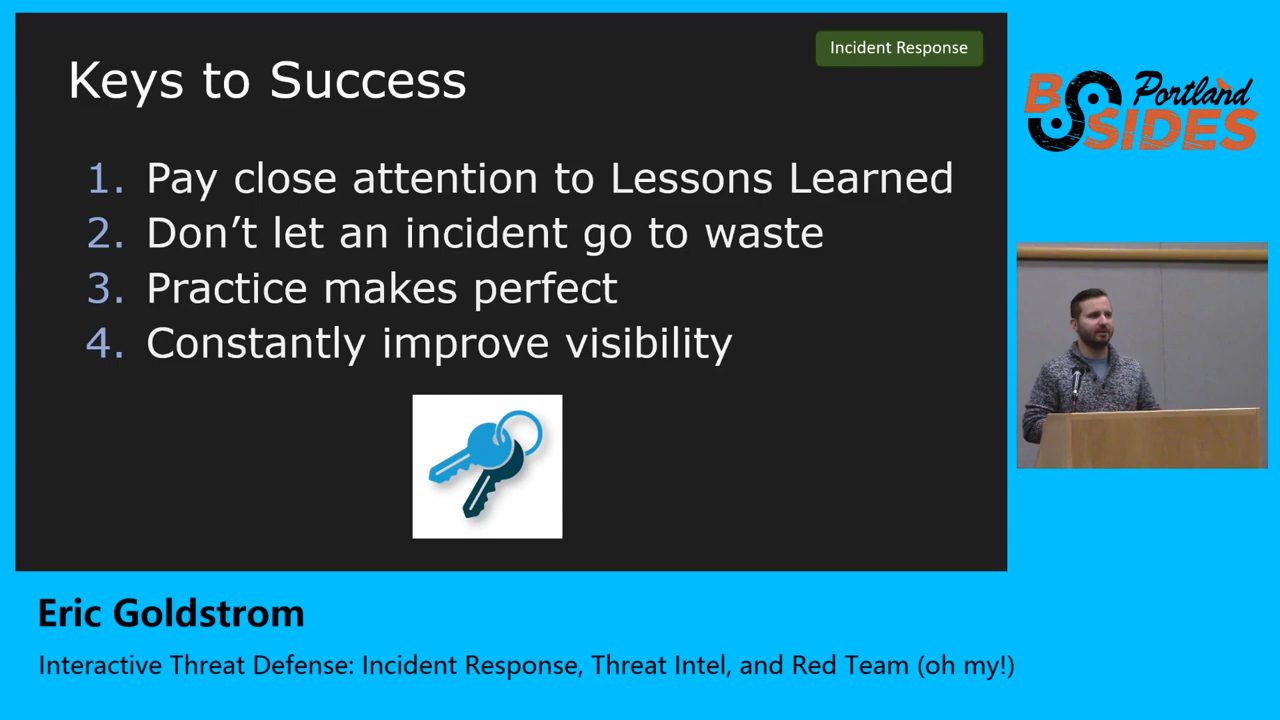 Incident Response
Keys to Success
1. Pay close attention to Lessons Learned
2. Don’t let an incident go to waste
3. Practice makes perfect
4. Constantly improve visibility
BSIDES Portland
Eric Goldstrom
Interactive Threat Defense: Incident Response, Threat Intel, and Red Team (oh my!)